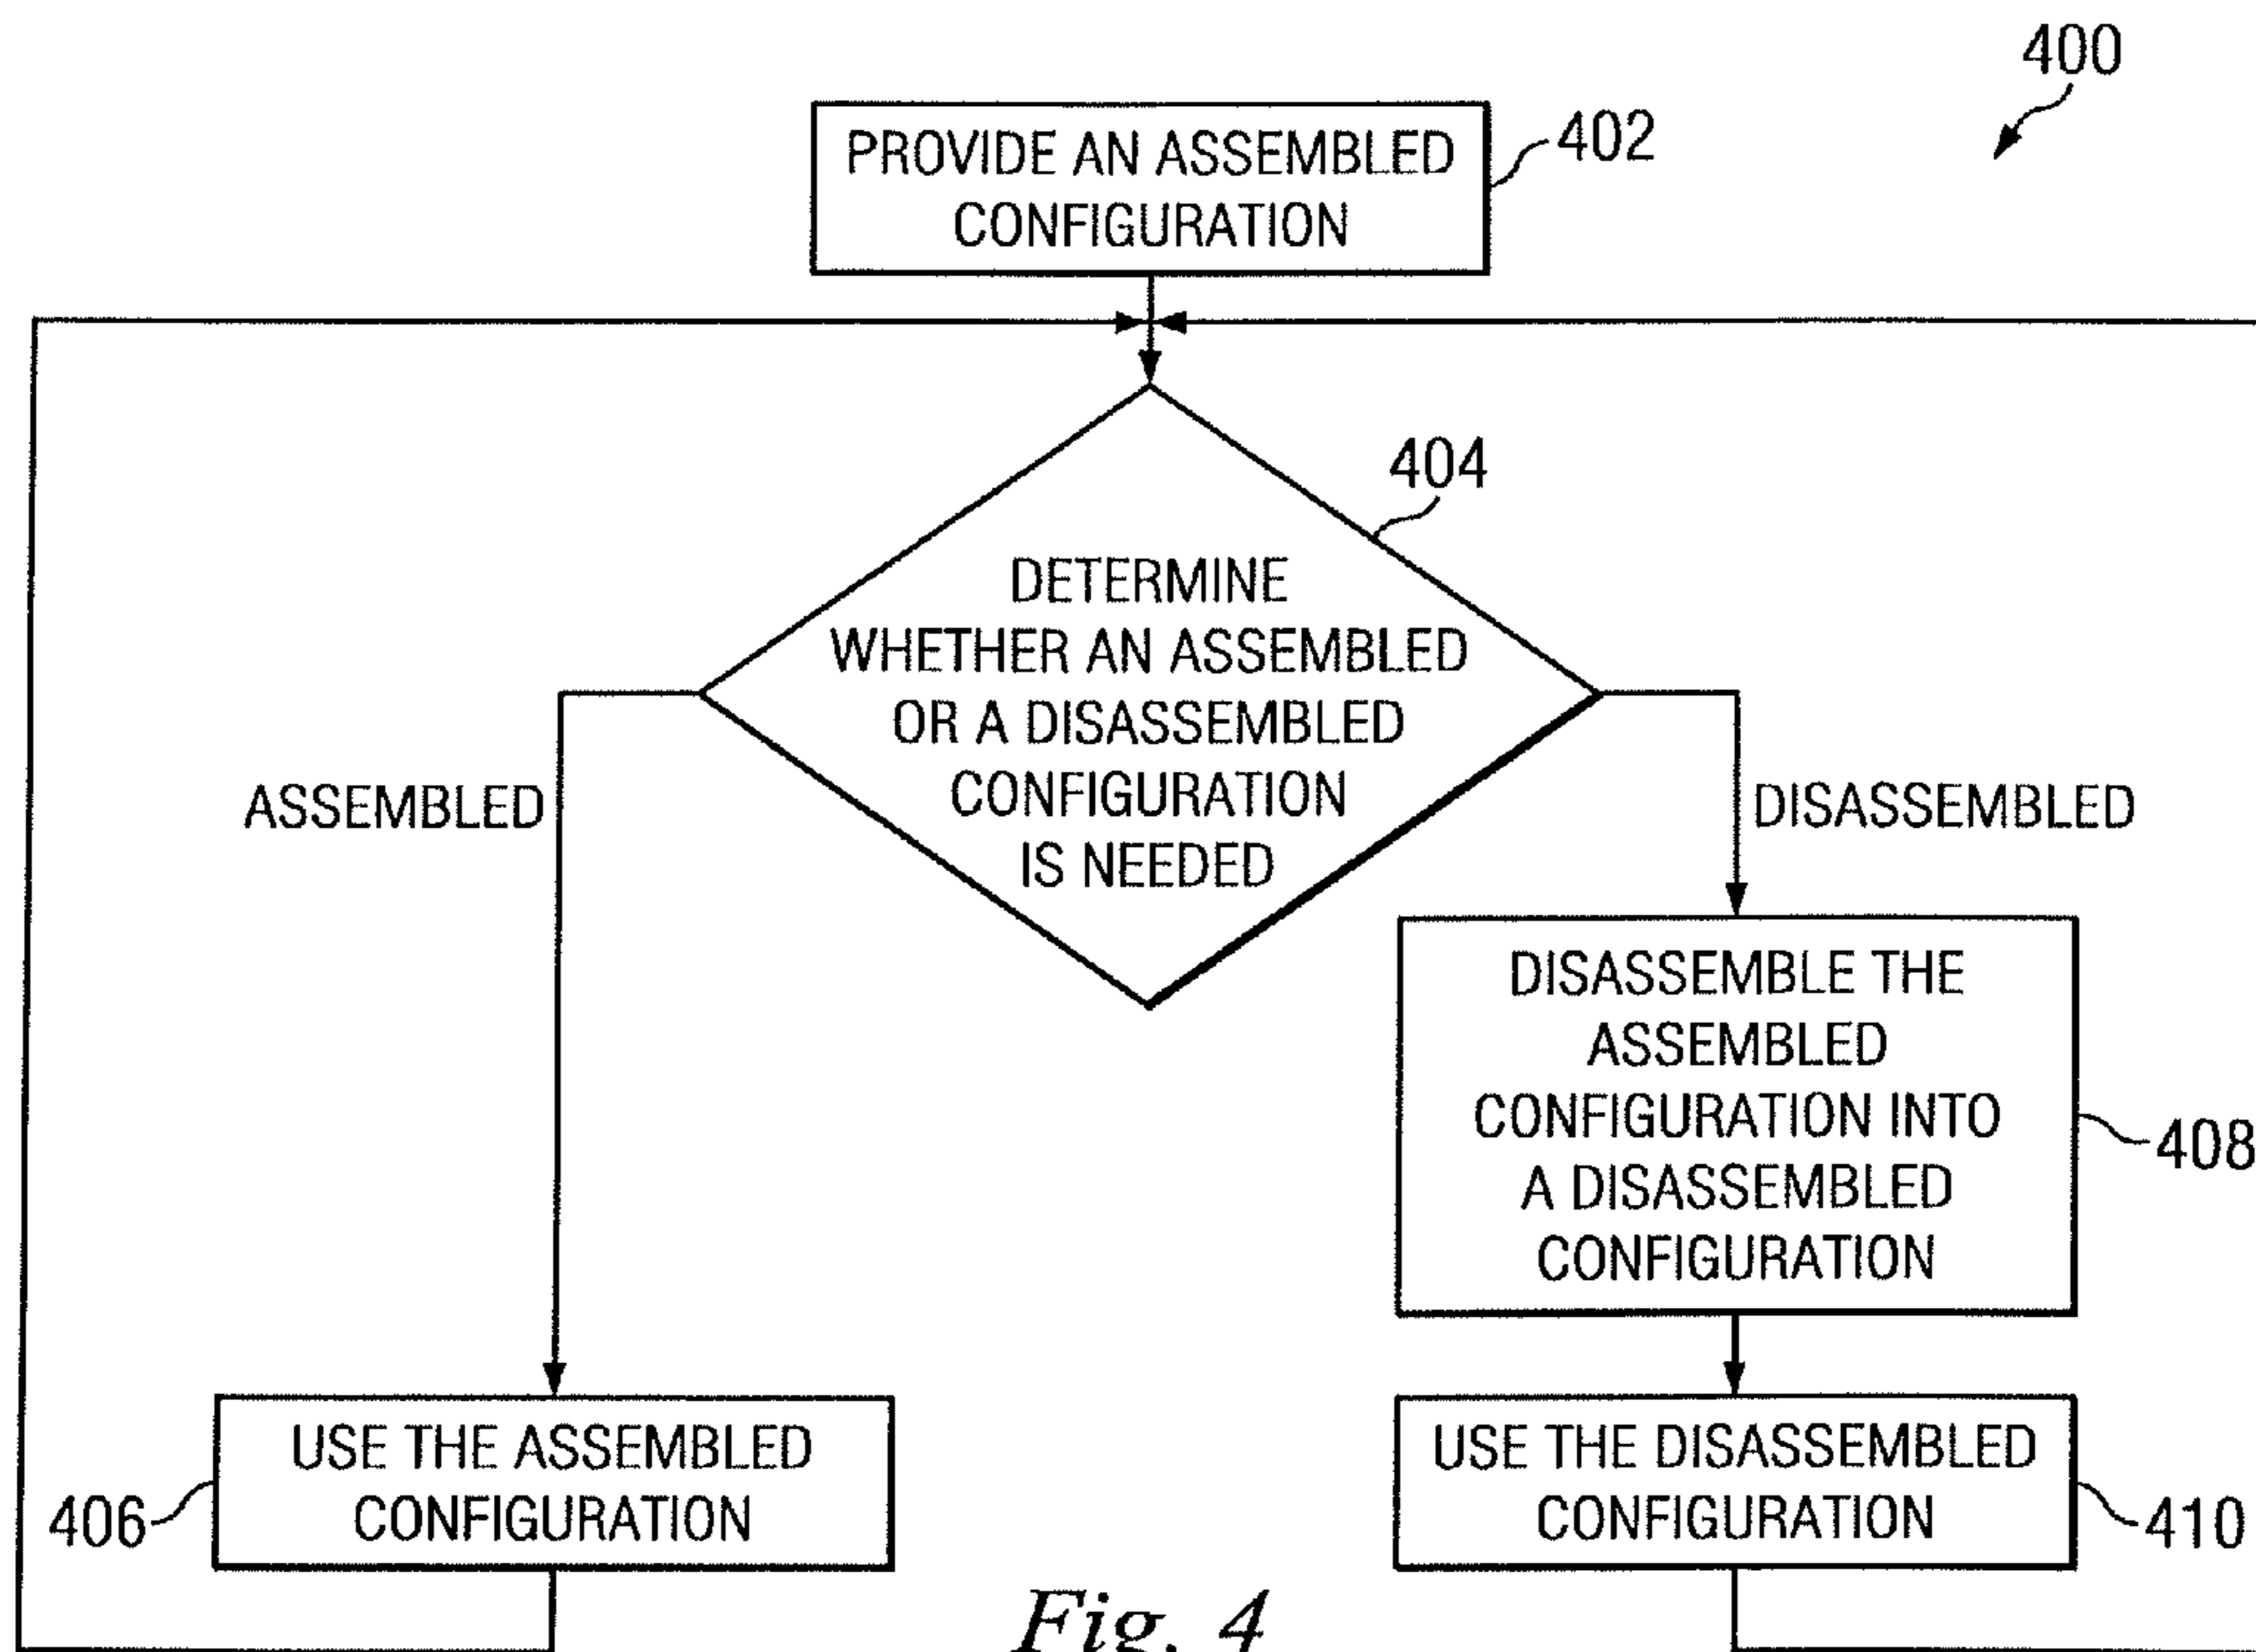 400
PROVIDE AN ASSEMBLED
CONFIGURATION
402
404
DETERMINE
WHETHER AN ASSEMBLED
OR A DISASSEMBLED
CONFIGURATION
IS NEEDED
ASSEMBLED
DISASSEMBLED
DISASSEMBLE THE
ASSEMBLED
CONFIGURATION INTO
A DISASSEMBLED
CONFIGURATION
408
USE THE ASSEMBLED
CONFIGURATION
406
USE THE DISASSEMBLED
CONFIGURATION
410
Fig. 4